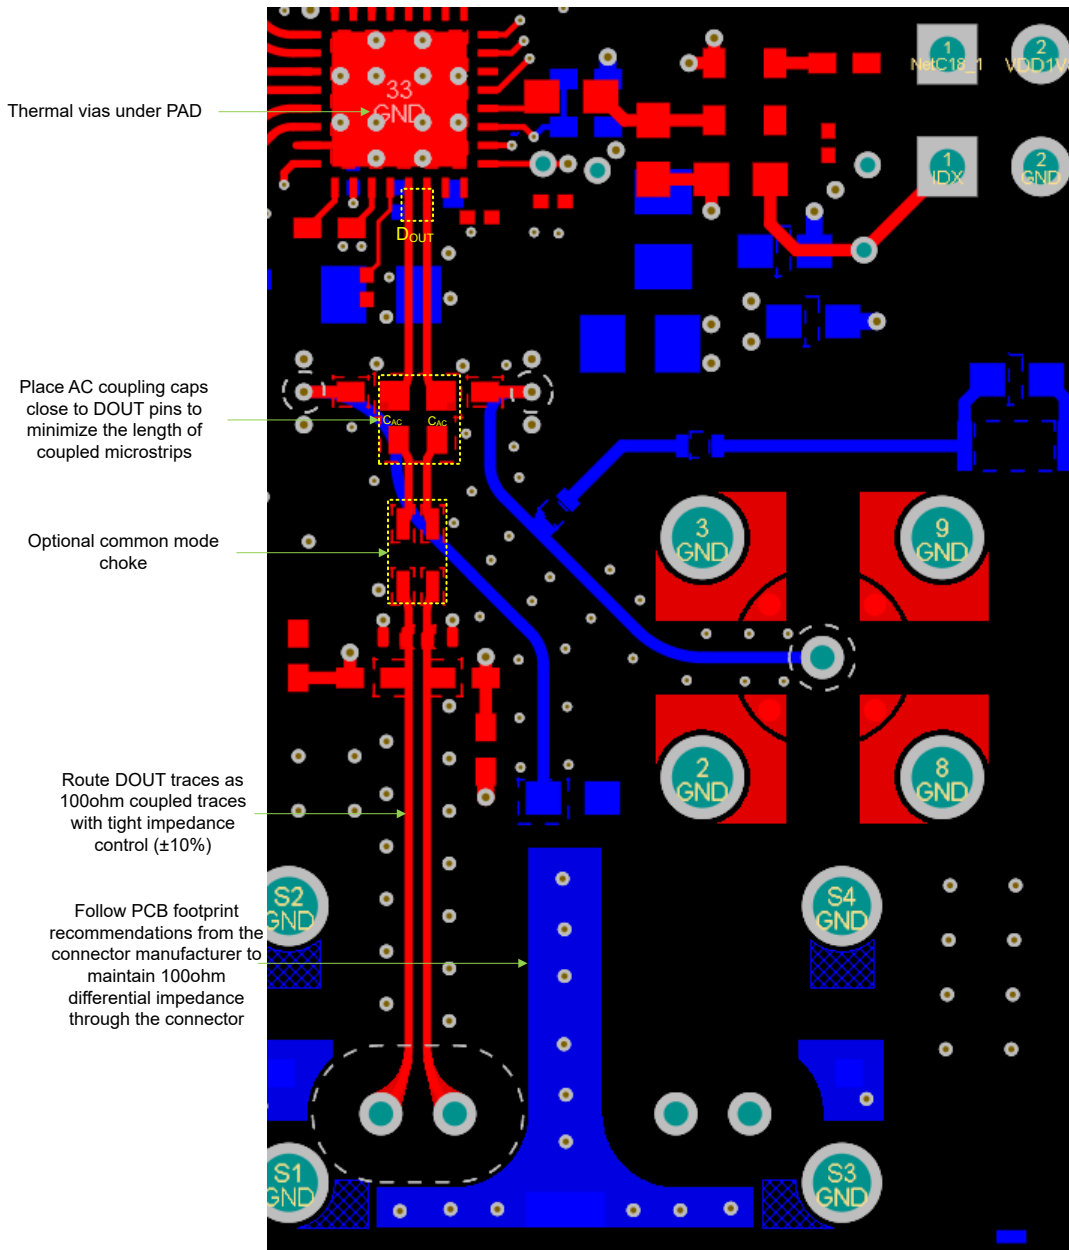 1
NetC18_1
2
VDD1V
33
GND
Thermal vias under PAD
1
IDX
2
GND
DOUT
Place AC coupling caps
close to DOUT pins to
minimize the length of
coupled microstrips
CAC
CAC
3
GND
9
GND
Optional common mode
choke
2
GND
8
GND
Route DOUT traces as
100ohm coupled traces
with tight impedance
control (±10%)
S2
GND
S4
GND
Follow PCB footprint
recommendations from the
connector manufacturer to
maintain 100ohm
differential impedance
through the connector
S1
GND
S3
GND